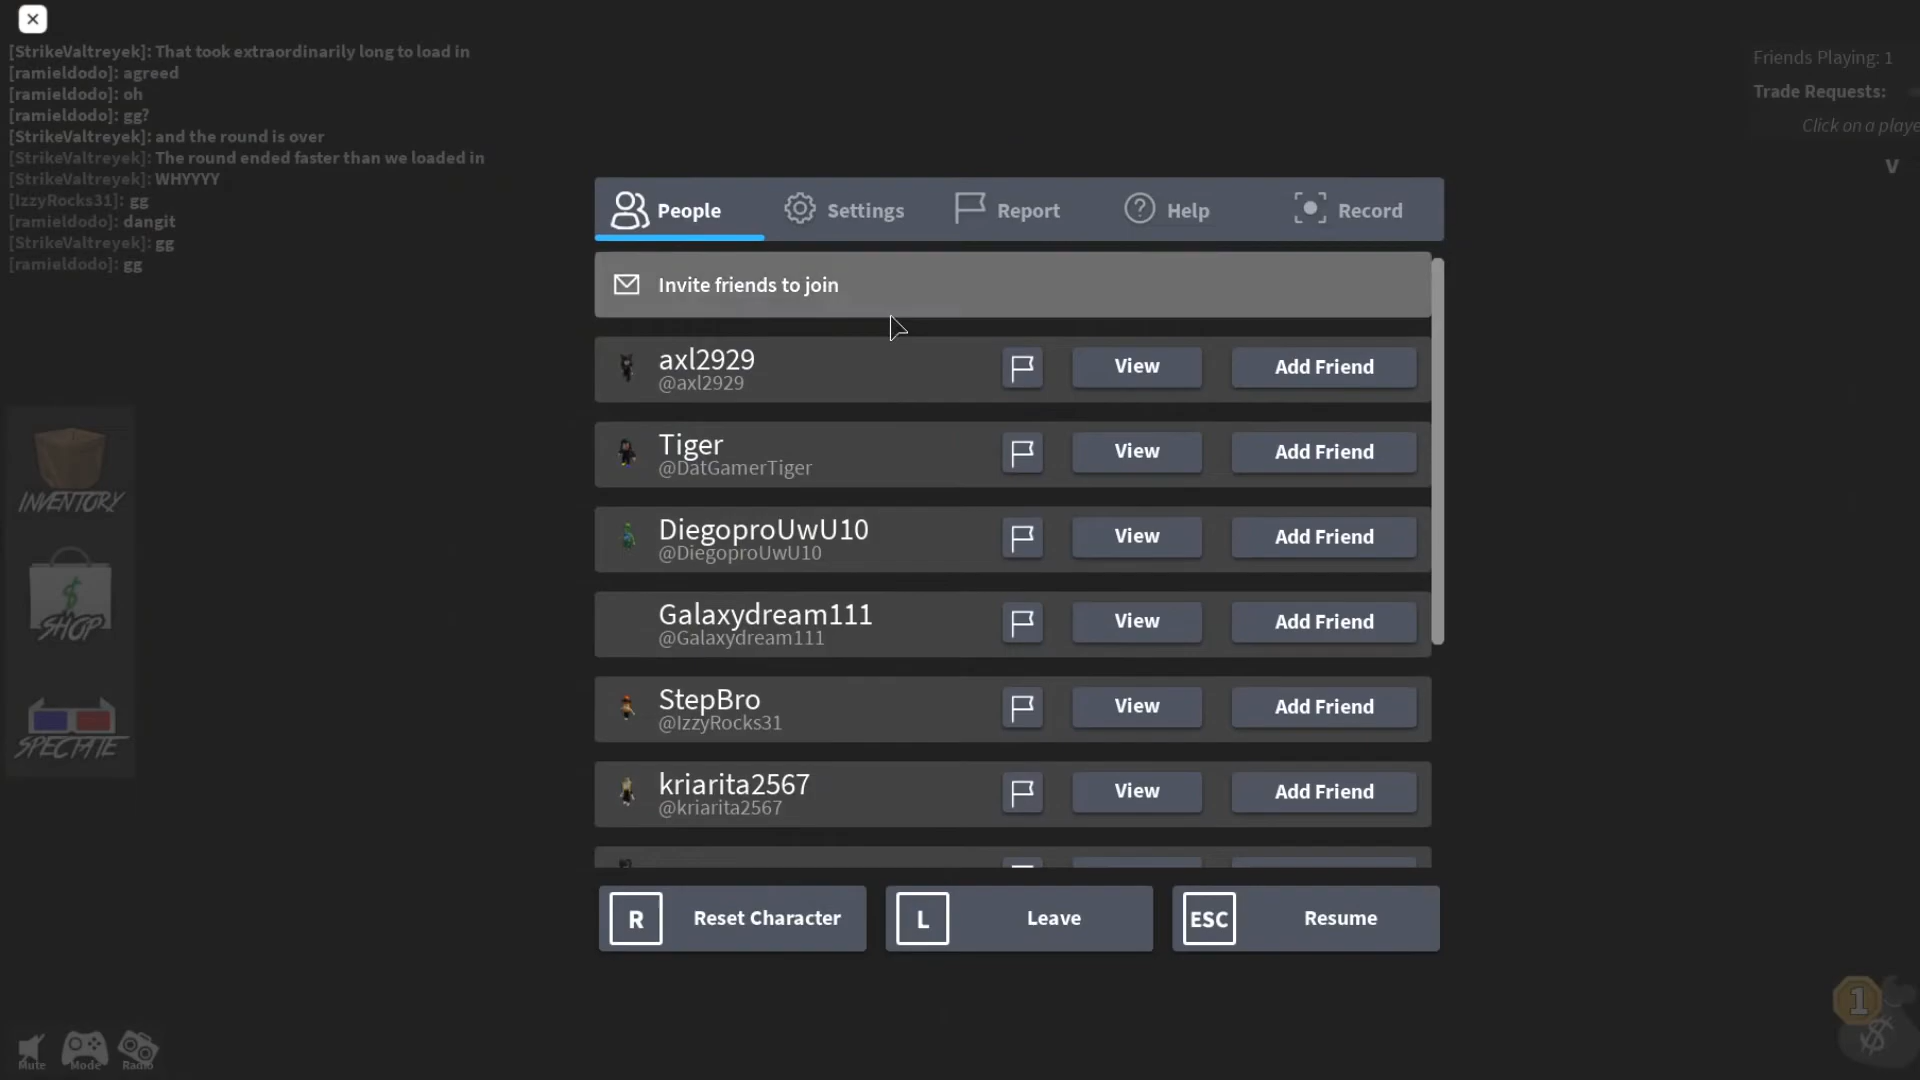 [StrikeValtreyek]: That took extraordinarily long to load in
[ramieldodo]: agreed
[ramieldodo]: oh
[ramieldodo]: gg?
[StrikeValtreyek]: and the round is over
[StrikeValtreyek]: The round ended faster than we loaded in
[StrikeValtreyek]: WHYYYY
[IzzyRocks31]: gg
[ramieldodo]: dangit
[StrikeValtreyek]: gg
[ramieldodo]: gg
Friends Playing: 1
Trade Requests:
Click on a playe
V
People Settings Report Help Record
Invite friends to join
axl2929
@axl2929
View Add Friend
Tiger
@DatGamerTiger
View Add Friend
DiegoproUwU10
@DiegoproUwU10
View Add Friend
Galaxydream111
@Galaxydream111
View Add Friend
StepBro
@IzzyRocks31
View Add Friend
kriarita2567
@kriarita2567
View Add Friend
R Reset Character L Leave ESC Resume
INVENTORY
$
SHOP
SPECTATE
Mute Mode Radio
1
$